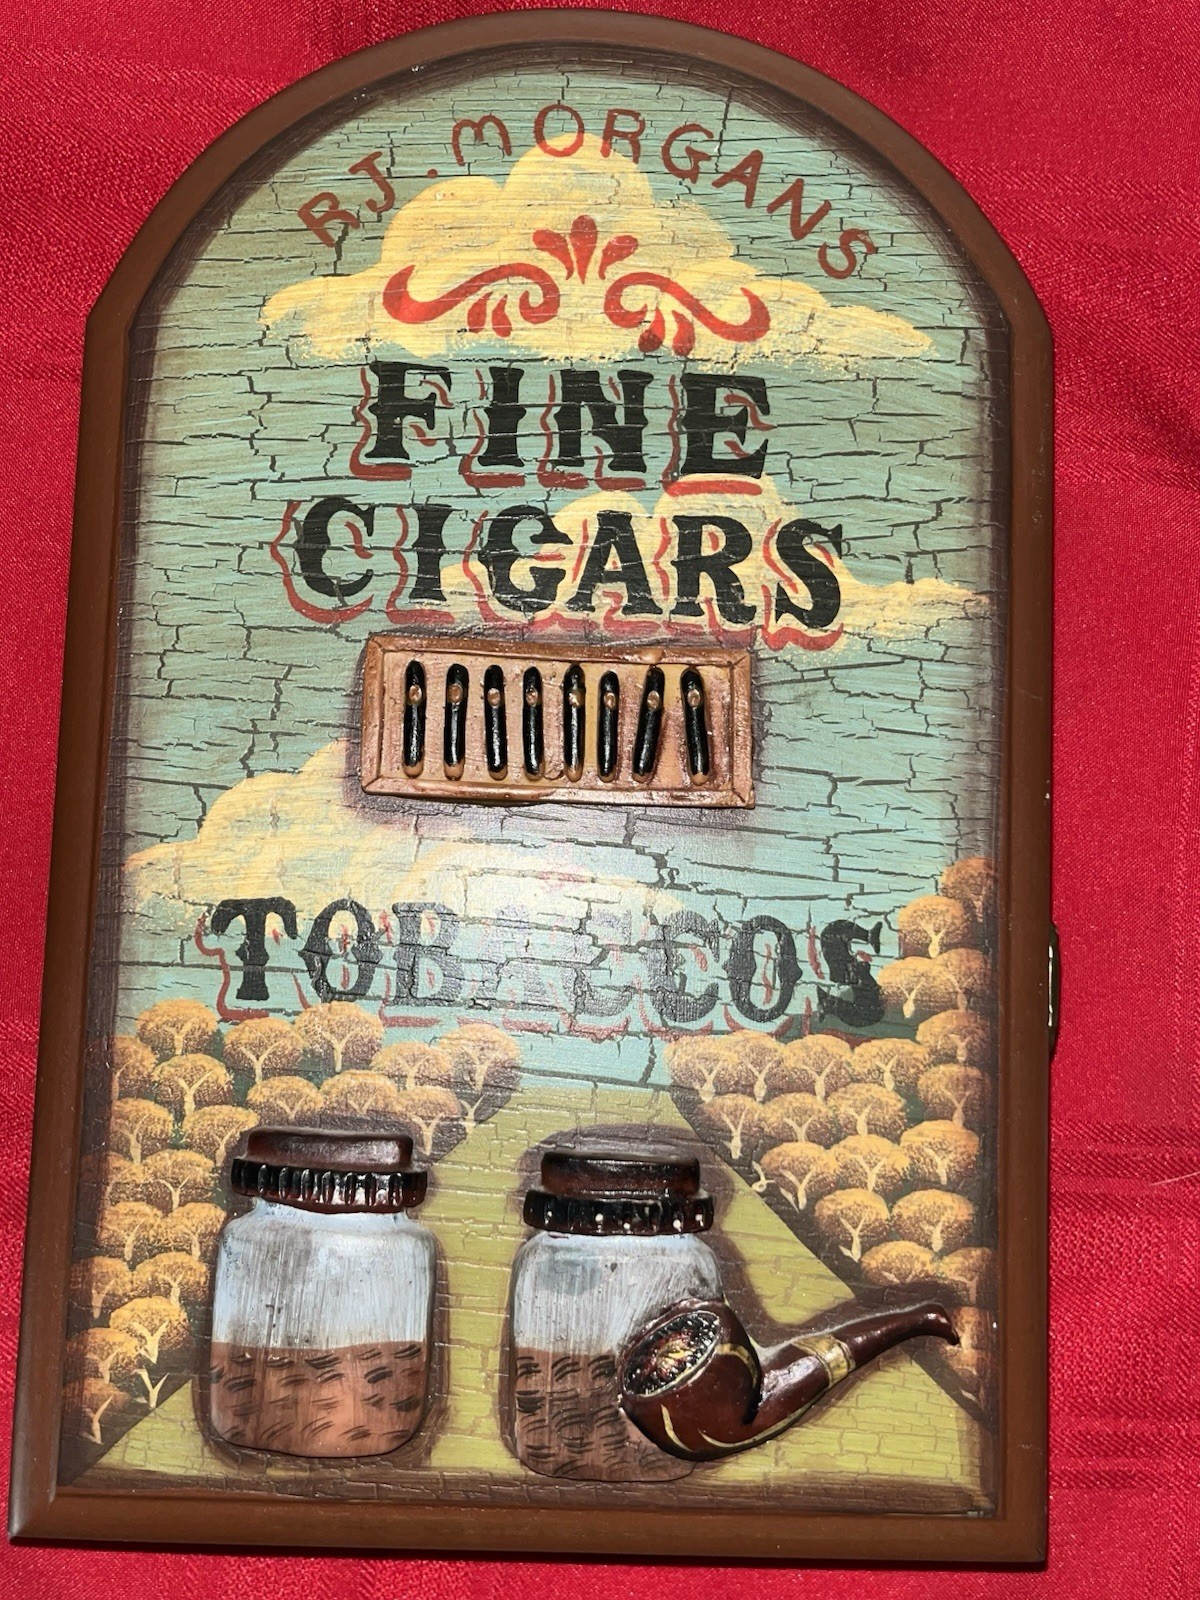 RJ. MORGANS
FINE
CIGARS
TOBACCOS